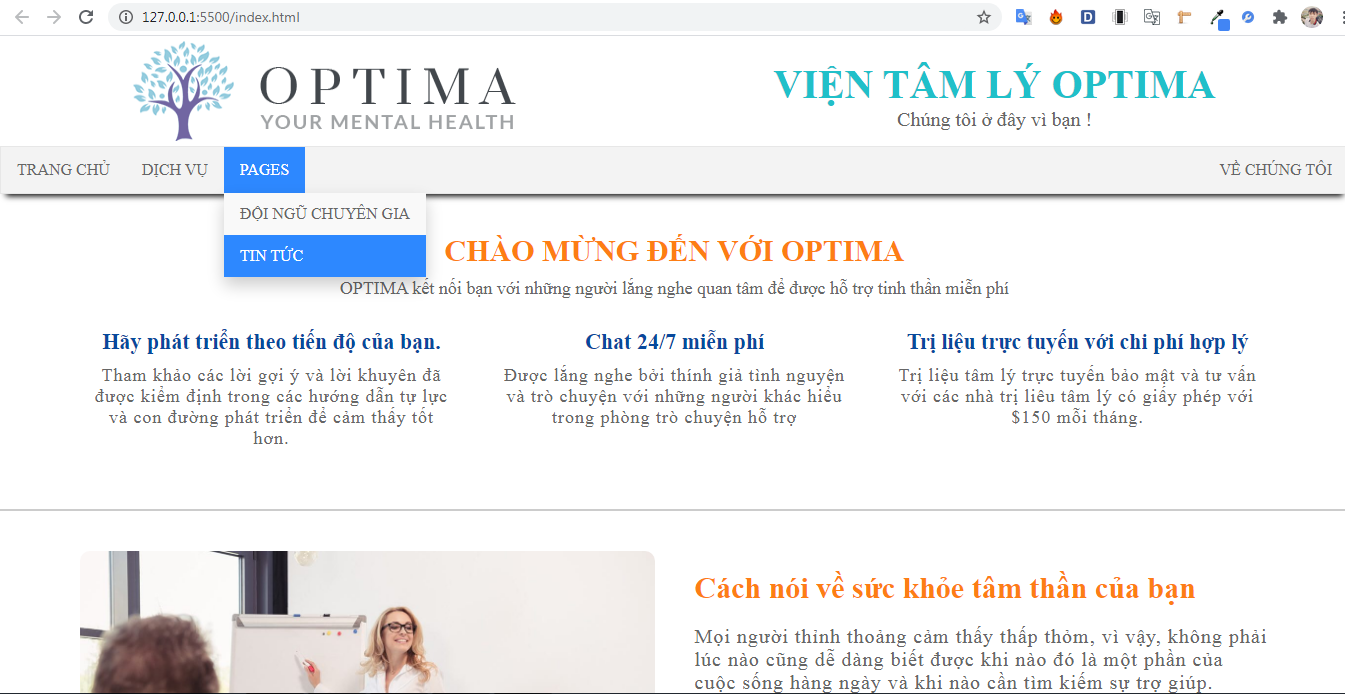 127.0.0.1:5500/index.html
OPTIMA
YOUR MENTAL HEALTH
VIỆN TÂM LÝ OPTIMA
Chúng tôi ở đây vì bạn !
TRANG CHỦ DỊCH VỤ PAGES VỀ CHÚNG TÔI
ĐỘI NGŨ CHUYÊN GIA
TIN TỨC
CHÀO MỪNG ĐẾN VỚI OPTIMA
OPTIMA kết nối bạn với những người lắng nghe quan tâm để được hỗ trợ tinh thần miễn phí
Hãy phát triển theo tiến độ của bạn.
Tham khảo các lời gợi ý và lời khuyên đã
được kiểm định trong các hướng dẫn tự lực
và con đường phát triển để cảm thấy tốt
hơn.
Chat 24/7 miễn phí
Được lắng nghe bởi thính giả tình nguyện
và trò chuyện với những người khác hiểu
trong phòng trò chuyện hỗ trợ
Trị liệu trực tuyến với chi phí hợp lý
Trị liệu tâm lý trực tuyến bảo mật và tư vấn
với các nhà trị liêu tâm lý có giấy phép với
$150 mỗi tháng.
Cách nói về sức khỏe tâm thần của bạn
Mọi người thỉnh thoảng cảm thấy thấp thỏm, vì vậy, không phải
lúc nào cũng dễ dàng biết được khi nào đó là một phần của
cuộc sống hàng ngày và khi nào cần tìm kiếm sự trợ giúp.